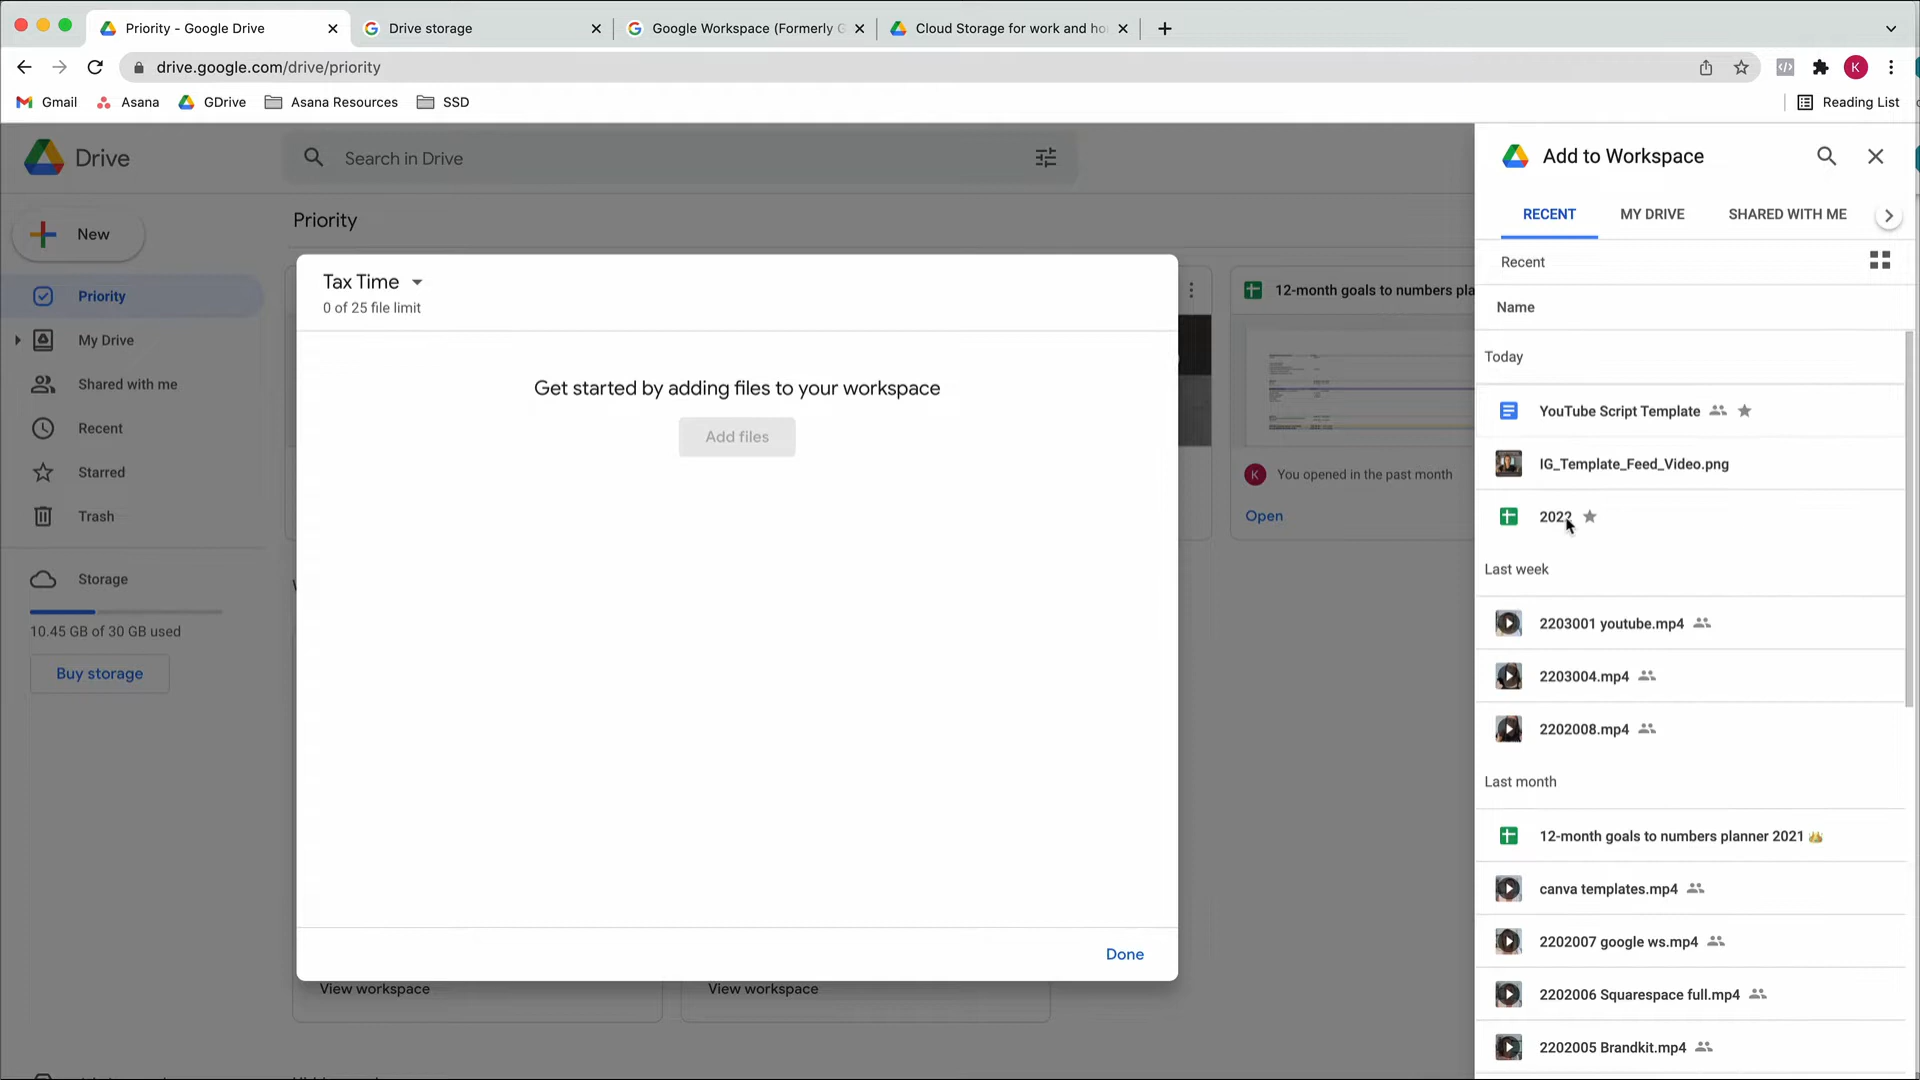 Priority - Google Drive
Drive storage
Google Workspace (Formerly G
Cloud Storage for work and ho
drive.google.com/drive/priority
K
Gmail
Asana
GDrive
Asana Resources
SSD
Reading List
Drive
Search in Drive
Add to Workspace
New
Priority
RECENT
MY DRIVE
SHARED WITH ME
Recent
Name
Priority
My Drive
Shared with me
Recent
Starred
Trash
Storage
10.45 GB of 30 GB used
Buy storage
Tax Time
0 of 25 file limit
Get started by adding files to your workspace
Add files
Done
12-month goals to numbers pla
K You opened in the past month
Open
View workspace
View workspace
Today
YouTube Script Template
IG_Template_Feed_Video.png
2022
Last week
2203001 youtube.mp4
2203004.mp4
2202008.mp4
Last month
12-month goals to numbers planner 2021 👑
canva templates.mp4
2202007 google ws.mp4
2202006 Squarespace full.mp4
2202005 Brandkit.mp4